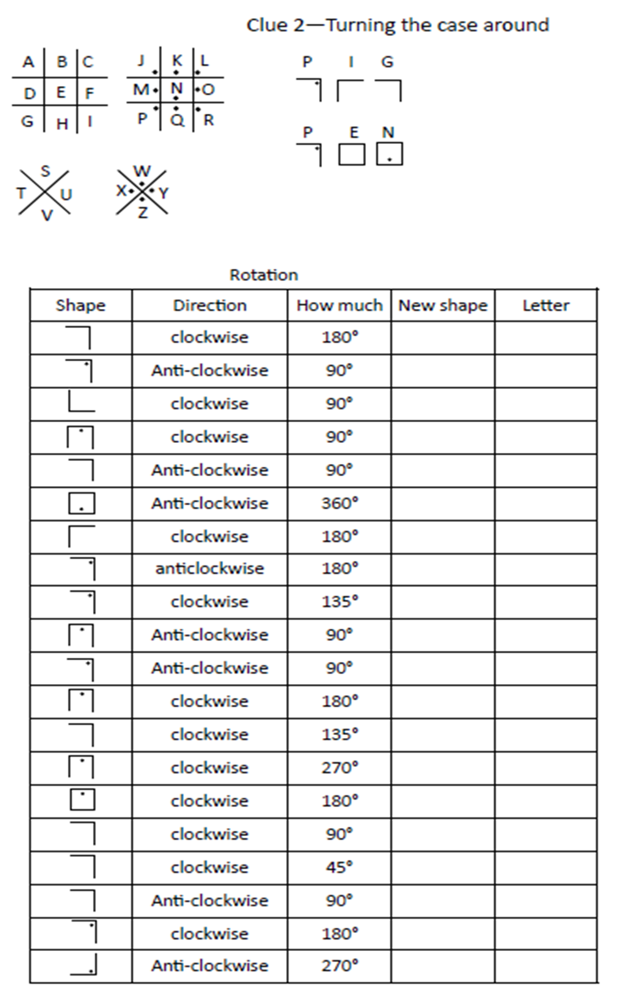 Clue 2—Turning the case around
A B C
D E F
G H I
J K L
M N O
P Q R
P I G
P E N
S
T U
V
W
X Y
Z
Rotation
Shape Direction How much New shape Letter
clockwise 180°
Anti-clockwise 90°
clockwise 90°
clockwise 90°
Anti-clockwise 90°
Anti-clockwise 360°
clockwise 180°
anticlockwise 180°
clockwise 135°
Anti-clockwise 90°
Anti-clockwise 90°
clockwise 180°
clockwise 135°
clockwise 270°
clockwise 180°
clockwise 90°
clockwise 45°
Anti-clockwise 90°
clockwise 180°
Anti-clockwise 270°